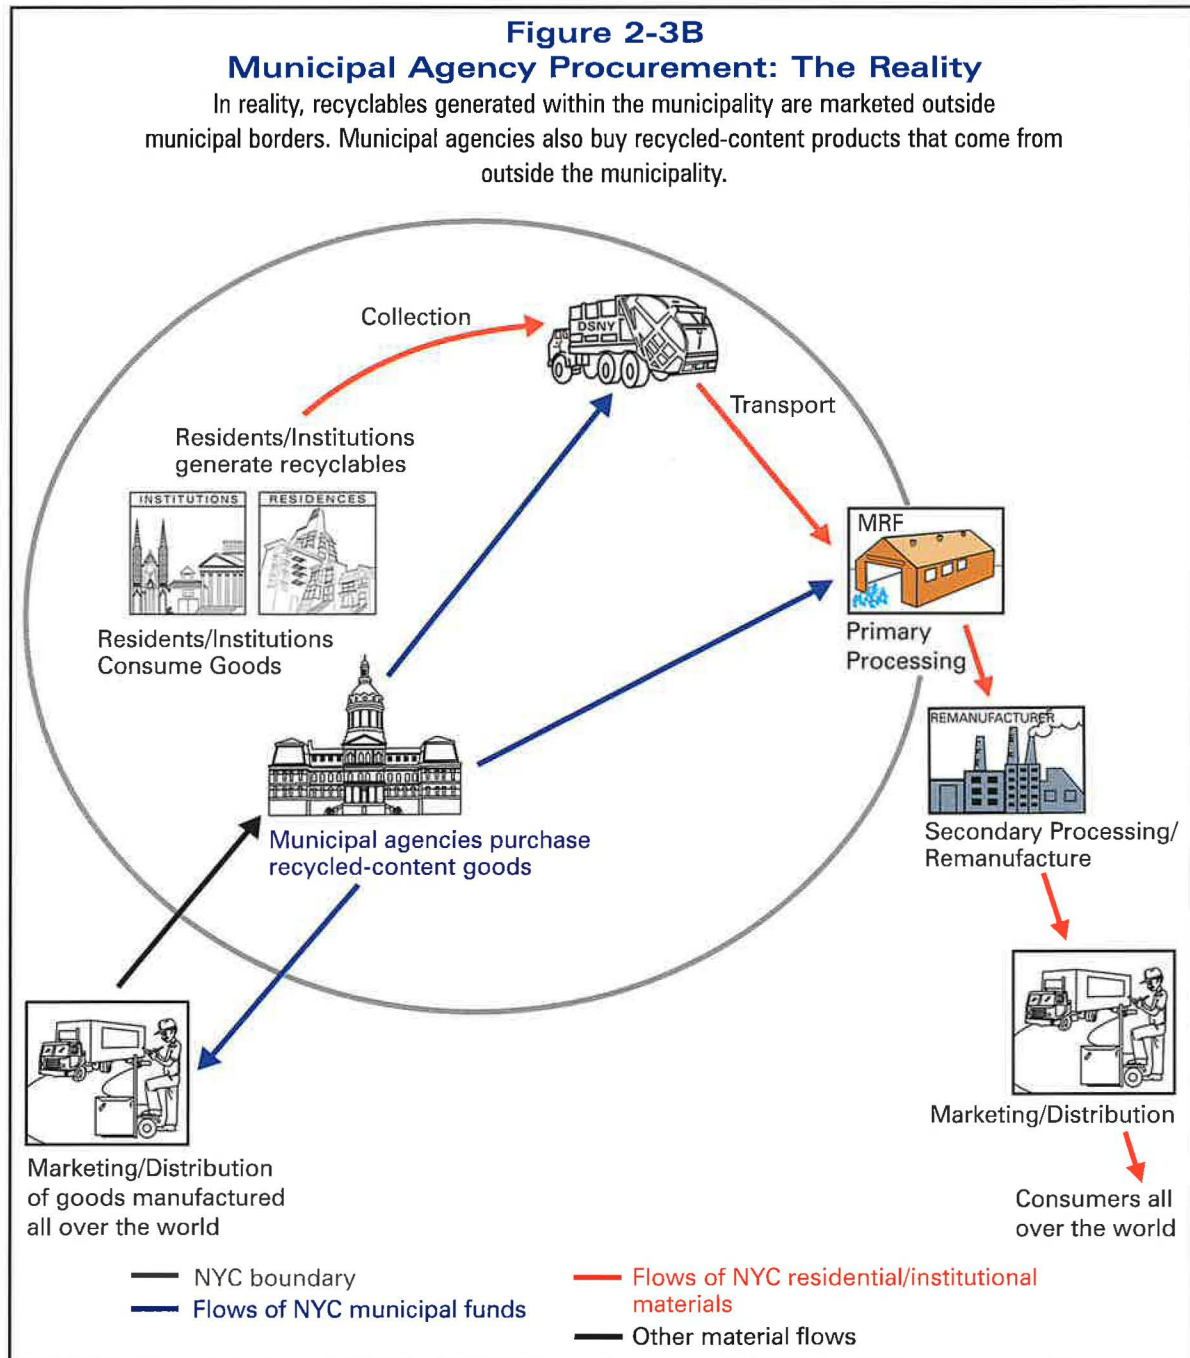 Figure 2-3B
Municipal Agency Procurement: The Reality
In reality, recyclables generated within the municipality are marketed outside
municipal borders. Municipal agencies also buy recycled-content products that come from
outside the municipality.
Collection
DSNY
Transport
Residents/Institutions
generate recyclables
INSTITUTIONS
RESIDENCES
MRF
Residents/Institutions
Consume Goods
Primary
Processing
REMANUFACTURER
Municipal agencies purchase
recycled-content goods
Secondary Processing/
Remanufacture
Marketing/Distribution
Marketing/Distribution
of goods manufactured
all over the world
Consumers all
over the world
NYC boundary
Flows of NYC municipal funds
Flows of NYC residential/institutional
materials
Other material flows